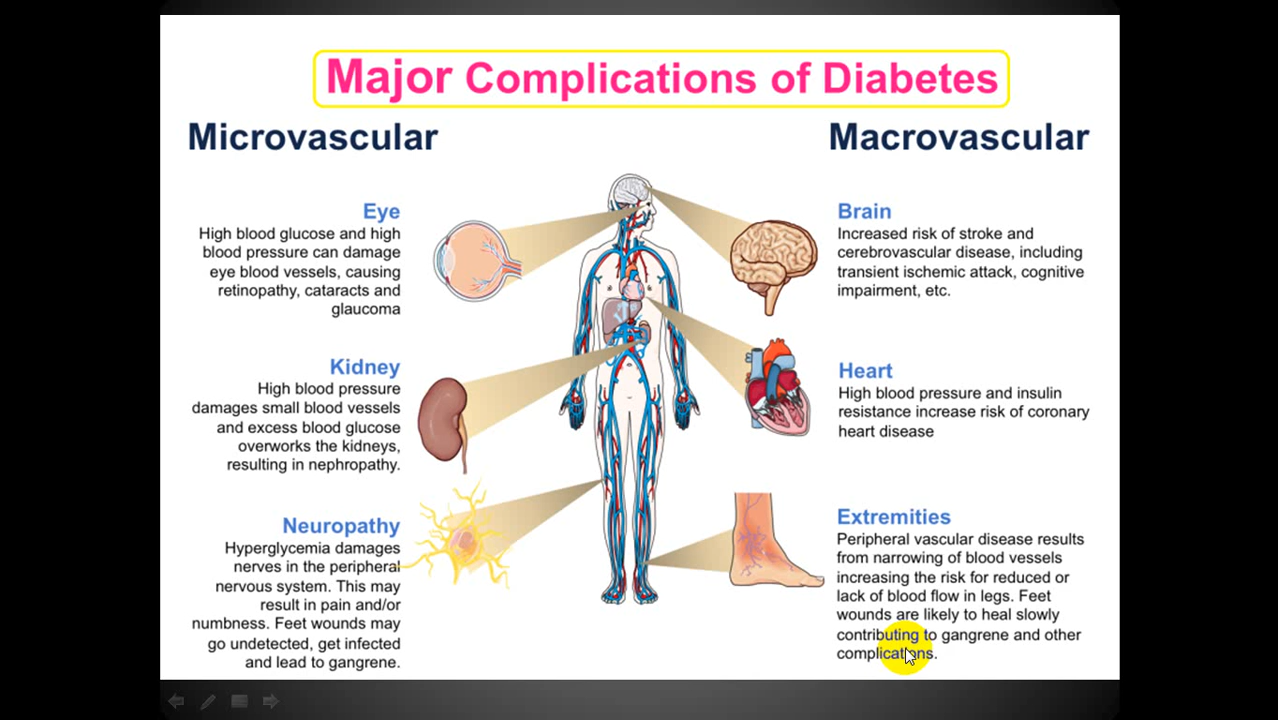 Major Complications of Diabetes
Microvascular
Macrovascular
Eye
High blood glucose and high
blood pressure can damage
eye blood vessels, causing
retinopathy, cataracts and
glaucoma
Kidney
High blood pressure
damages small blood vessels
and excess blood glucose
overworks the kidneys,
resulting in nephropathy.
Neuropathy
Hyperglycemia damages
nerves in the peripheral
nervous system. This may
result in pain and/or
numbness. Feet wounds may
go undetected, get infected
and lead to gangrene.
Brain
Increased risk of stroke and
cerebrovascular disease, including
transient ischemic attack, cognitive
impairment, etc.
Heart
High blood pressure and insulin
resistance increase risk of coronary
heart disease
Extremities
Peripheral vascular disease results
from narrowing of blood vessels
increasing the risk for reduced or
lack of blood flow in legs. Feet
wounds are likely to heal slowly
contributing to gangrene and other
complications.